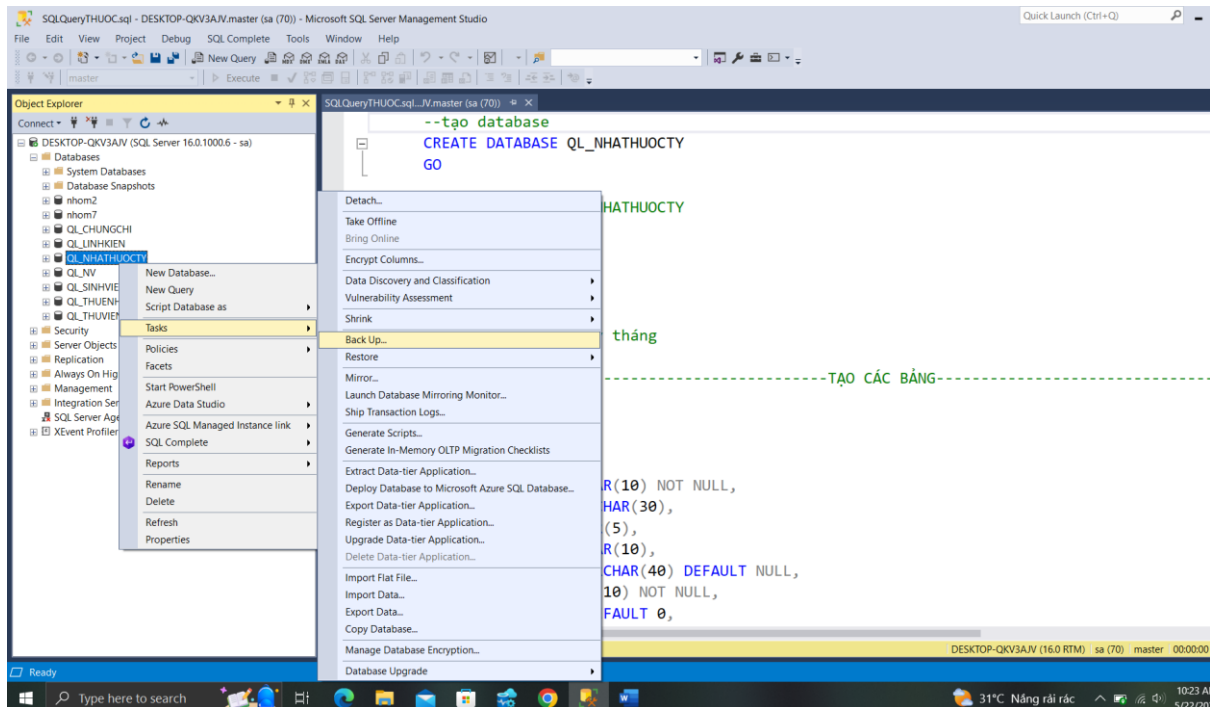 SQLQueryTHUOC.sql - DESKTOP-QKV3AJV.master (sa (70)) - Microsoft SQL Server Management Studio
Quick Launch (Ctrl+Q)
File Edit View Project Debug SQL Complete Tools Window Help
New Query
master Execute
Object Explorer
SQLQueryTHUOC.sql...JV.master (sa (70))
Connect
DESKTOP-QKV3AJV (SQL Server 16.0.1000.6 - sa)
Databases
System Databases
Database Snapshots
nhom2
nhom7
QL_CHUNGCHI
QL_LINHKIEN
QL_NHATHUOCTY
QL_NV
QL_SINHVIE
QL_THUENH
QL_THUVIEN
Security
Server Objects
Replication
Always On Hig
Management
Integration Ser
SQL Server Age
XEvent Profiler
New Database...
New Query
Script Database as
Tasks
Policies
Facets
Start PowerShell
Azure Data Studio
Azure SQL Managed Instance link
SQL Complete
Reports
Rename
Delete
Refresh
Properties
Detach...
Take Offline
Bring Online
Encrypt Columns...
Data Discovery and Classification
Vulnerability Assessment
Shrink
Back Up...
Restore
Mirror...
Launch Database Mirroring Monitor...
Ship Transaction Logs...
Generate Scripts...
Generate In-Memory OLTP Migration Checklists
Extract Data-tier Application...
Deploy Database to Microsoft Azure SQL Database...
Export Data-tier Application...
Register as Data-tier Application...
Upgrade Data-tier Application...
Delete Data-tier Application...
Import Flat File...
Import Data...
Export Data...
Copy Database...
Manage Database Encryption...
Database Upgrade
--tạo database
CREATE DATABASE QL_NHATHUOCTY
GO
HATHUOCTY
tháng
-----------------------TẠO CÁC BẢNG----------------------------
R(10) NOT NULL,
HAR(30),
(5),
R(10),
CHAR(40) DEFAULT NULL,
10) NOT NULL,
FAULT 0,
DESKTOP-QKV3AJV (16.0 RTM) sa (70) master 00:00:00
Ready
Type here to search
31°C Nắng rải rác
10:23 A